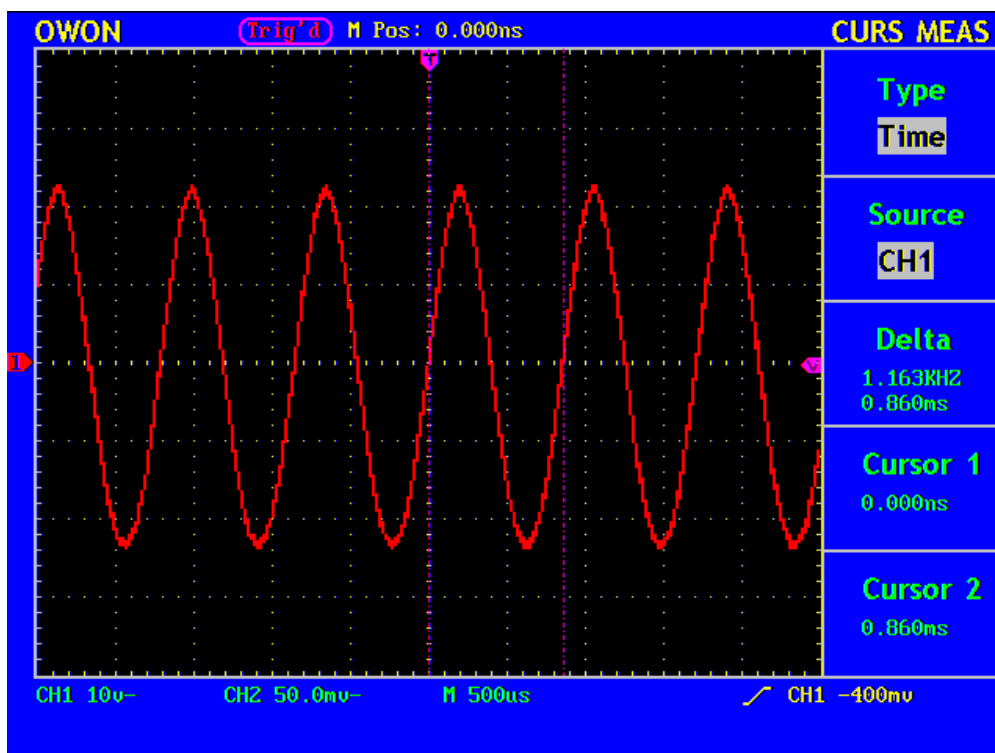 OWON Trig'd M Pos: 0.000ns CURS MEAS
T
Type
Time
Source
CH1
1
V
Delta
1.163KHZ
0.860ms
Cursor 1
0.000ns
Cursor 2
0.860ms
CH1 10v- CH2 50.0mv- M 500us CH1 -400mv